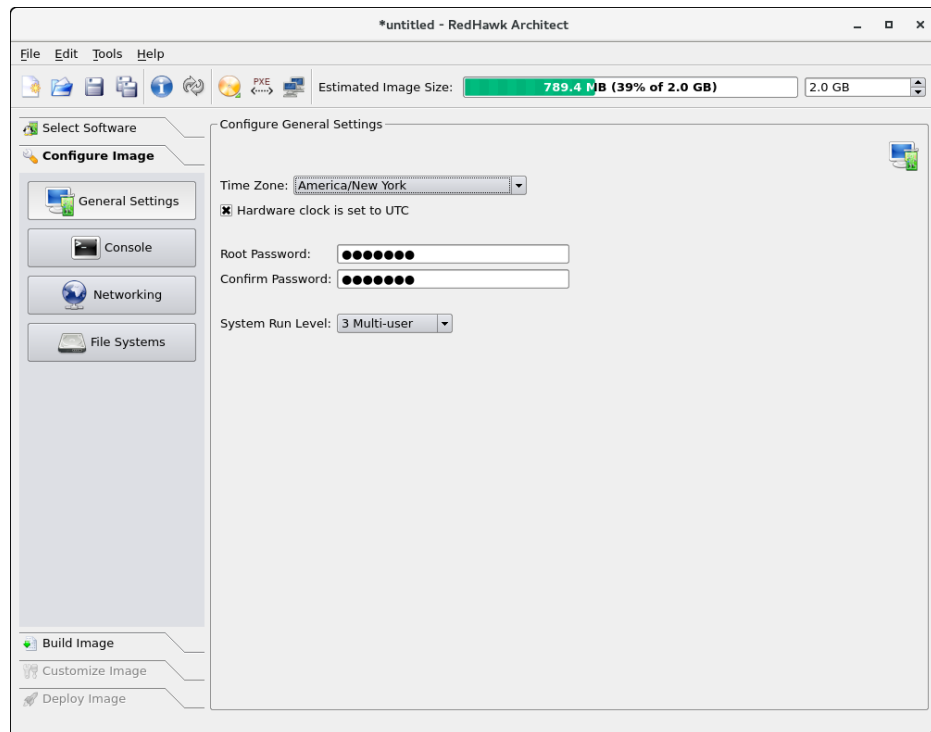 *untitled - RedHawk Architect
File Edit Tools Help
PXE
Estimated Image Size: 789.4 MB (39% of 2.0 GB) 2.0 GB
Select Software
Configure Image
General Settings
Console
Networking
File Systems
Build Image
Customize Image
Deploy Image
Configure General Settings
Time Zone: America/New York
Hardware clock is set to UTC
Root Password: ●●●●●●●
Confirm Password: ●●●●●●●
System Run Level: 3 Multi-user